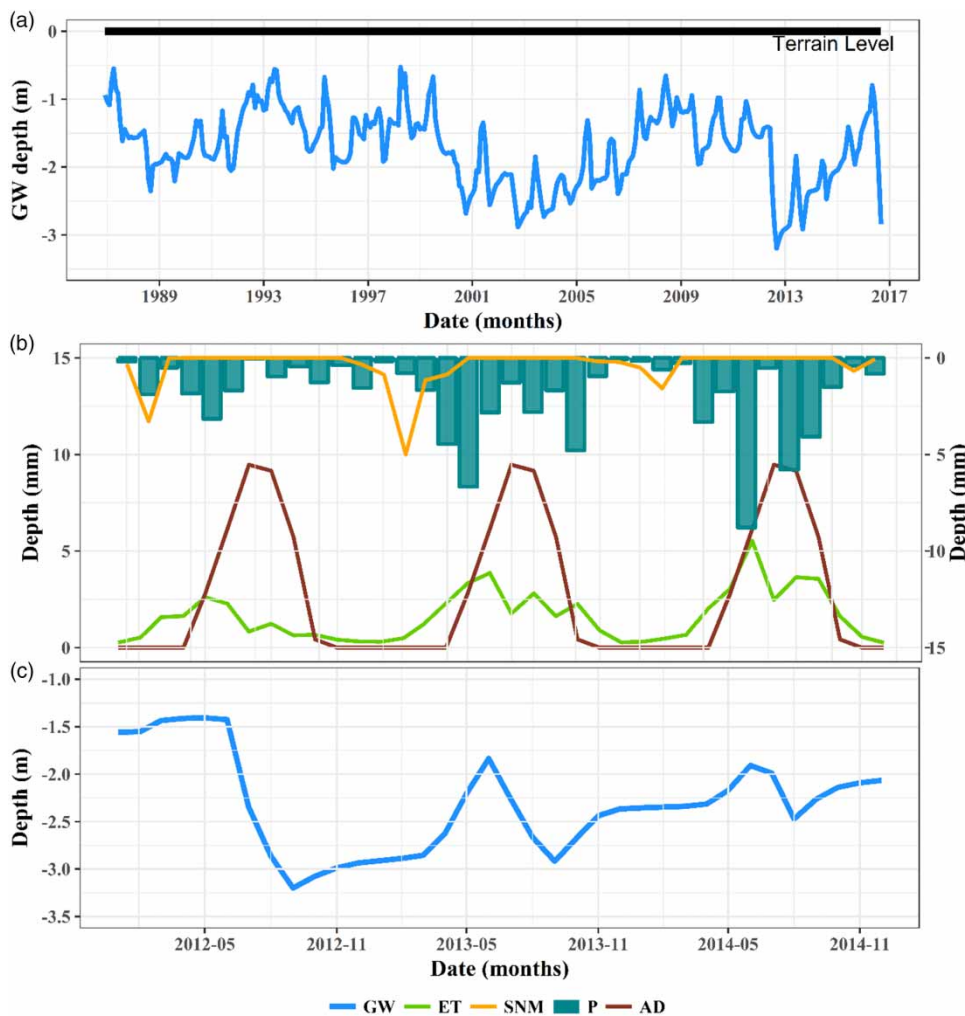 (a)
0
Terrain Level
-1
-2
-3
GW depth (m)
1989 1993 1997 2001 2005 2009 2013 2017
Date (months)
(b)
15 0
10 5
5 10
0 15
Depth (mm)
Depth (mm)
(c)
-1.0
-1.5
-2.0
-2.5
-3.0
-3.5
Depth (m)
2012-05 2012-11 2013-05 2013-11 2014-05 2014-11
Date (months)
GW ET SNM P AD